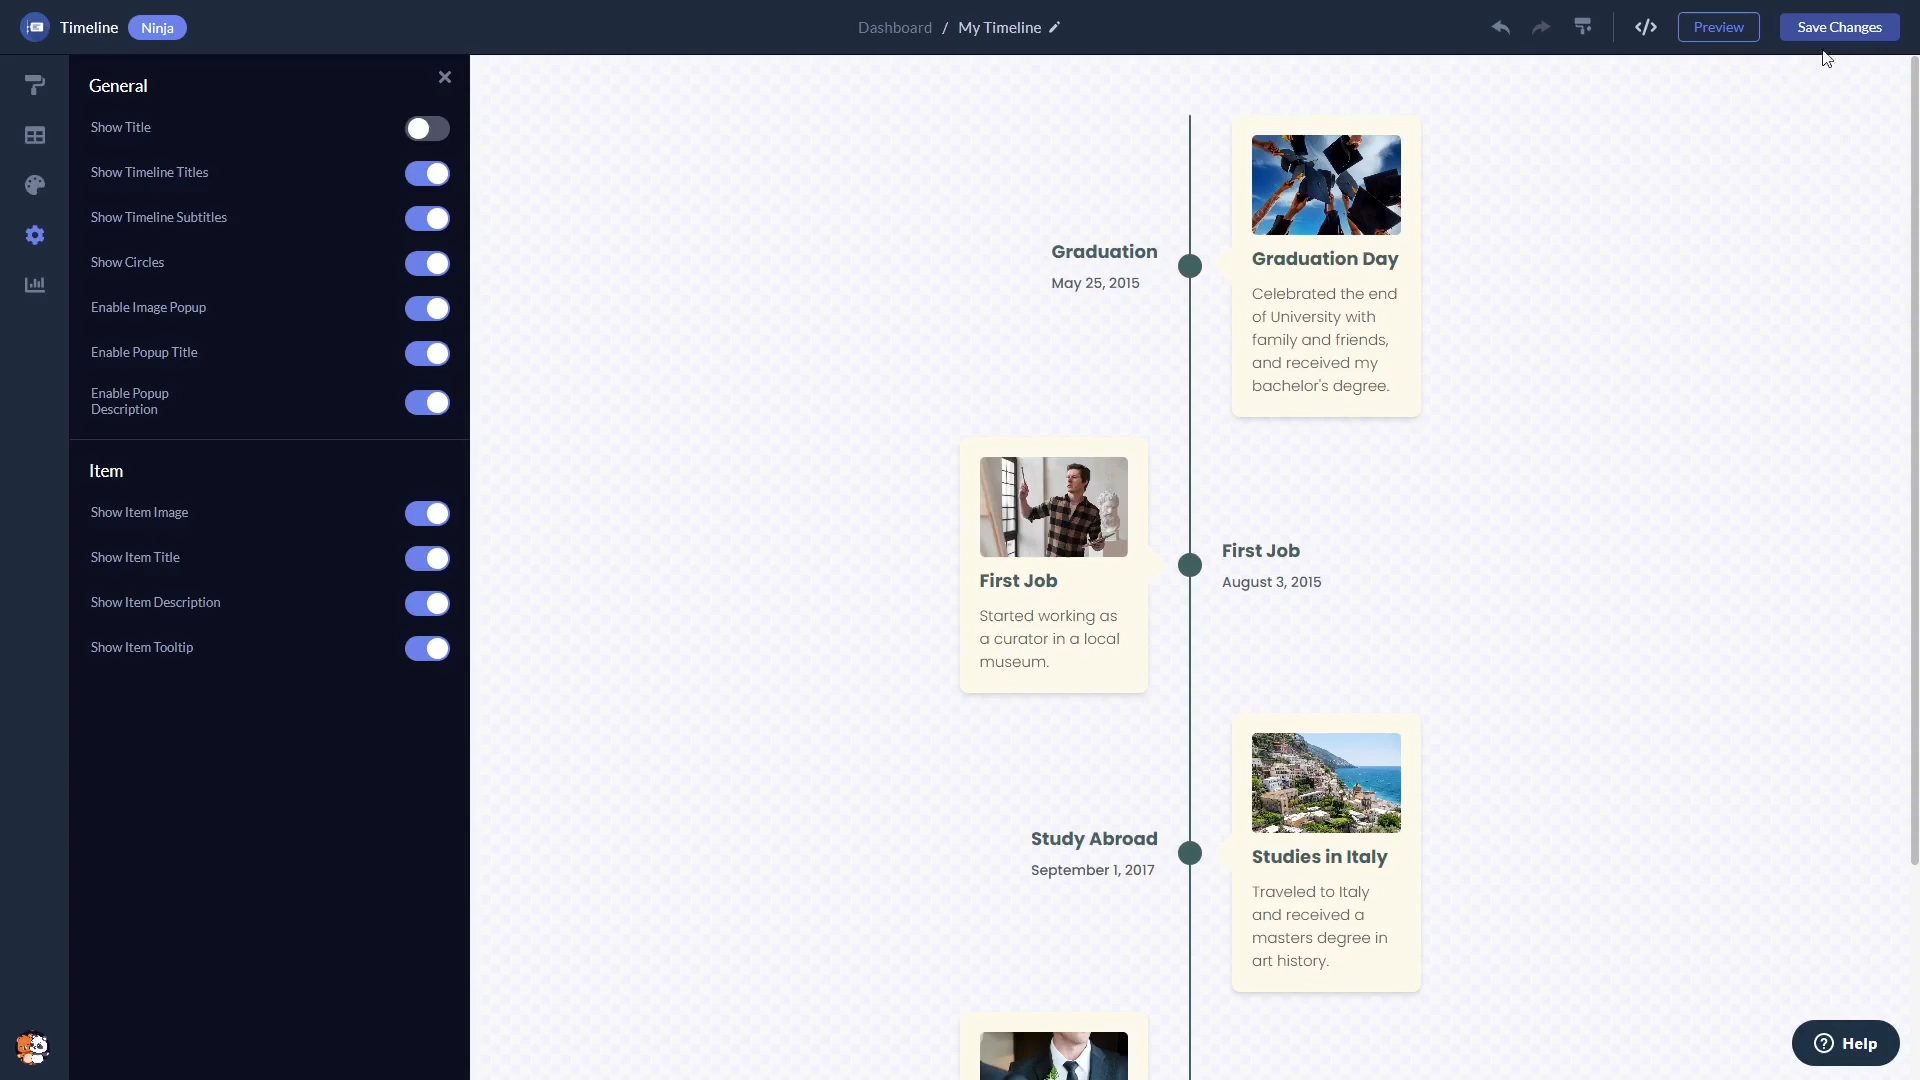 Timeline
Ninja
Dashboard / My Timeline
</>
Preview
Save Changes
General
Show Title
Show Timeline Titles
Show Timeline Subtitles
Show Circles
Enable Image Popup
Enable Popup Title
Enable Popup
Description
Item
Show Item Image
Show Item Title
Show Item Description
Show Item Tooltip
Graduation
May 25, 2015
Graduation Day
Celebrated the end
of University with
family and friends,
and received my
bachelor's degree.
First Job
Started working as
a curator in a local
museum.
First Job
August 3, 2015
Study Abroad
September 1, 2017
Studies in Italy
Traveled to Italy
and received a
masters degree in
art history.
? Help